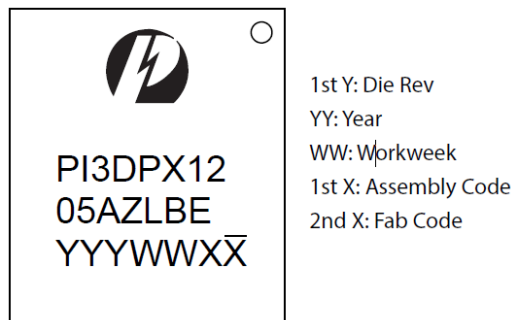 PI3DPX12
05AZLBE
YYYWWXX̅
1st Y: Die Rev
YY: Year
WW: Workweek
1st X: Assembly Code
2nd X: Fab Code